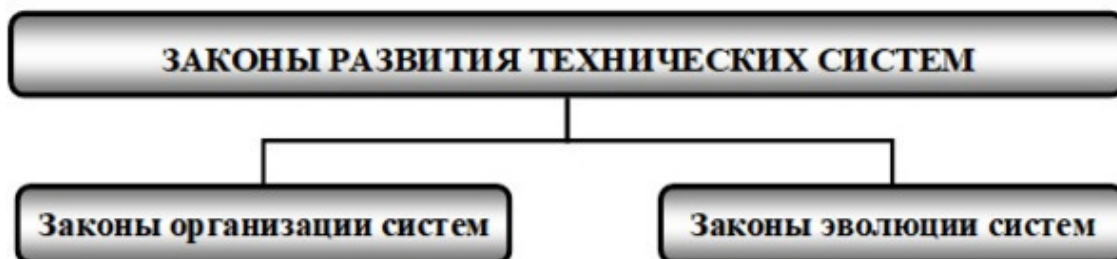 ЗАКОНЫ РАЗВИТИЯ ТЕХНИЧЕСКИХ СИСТЕМ
Законы организации систем
Законы эволюции систем